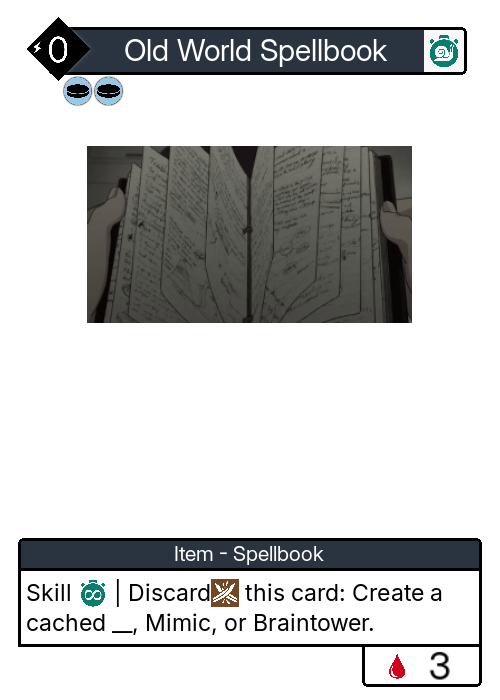 0
Old World Spellbook
Item - Spellbook
Skill | Discard this card: Create a
cached __, Mimic, or Braintower.
3